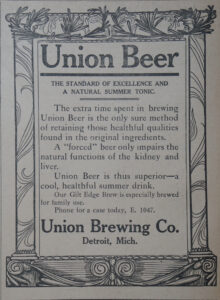 Union Beer
THE STANDARD OF EXCELLENCE AND
A NATURAL SUMMER TONIC.
The extra time spent in brewing
Union Beer is the only sure method
of retaining those healthful qualities
found in the original ingredients.
A "forced" beer only impairs the
natural functions of the kidney and
liver.
Union Beer is thus superior—a
cool, healthful summer drink.
Our Gilt Edge Brew is especially brewed
for family use.
Phone for a case today, E. 1047.
Union Brewing Co.
Detroit, Mich.